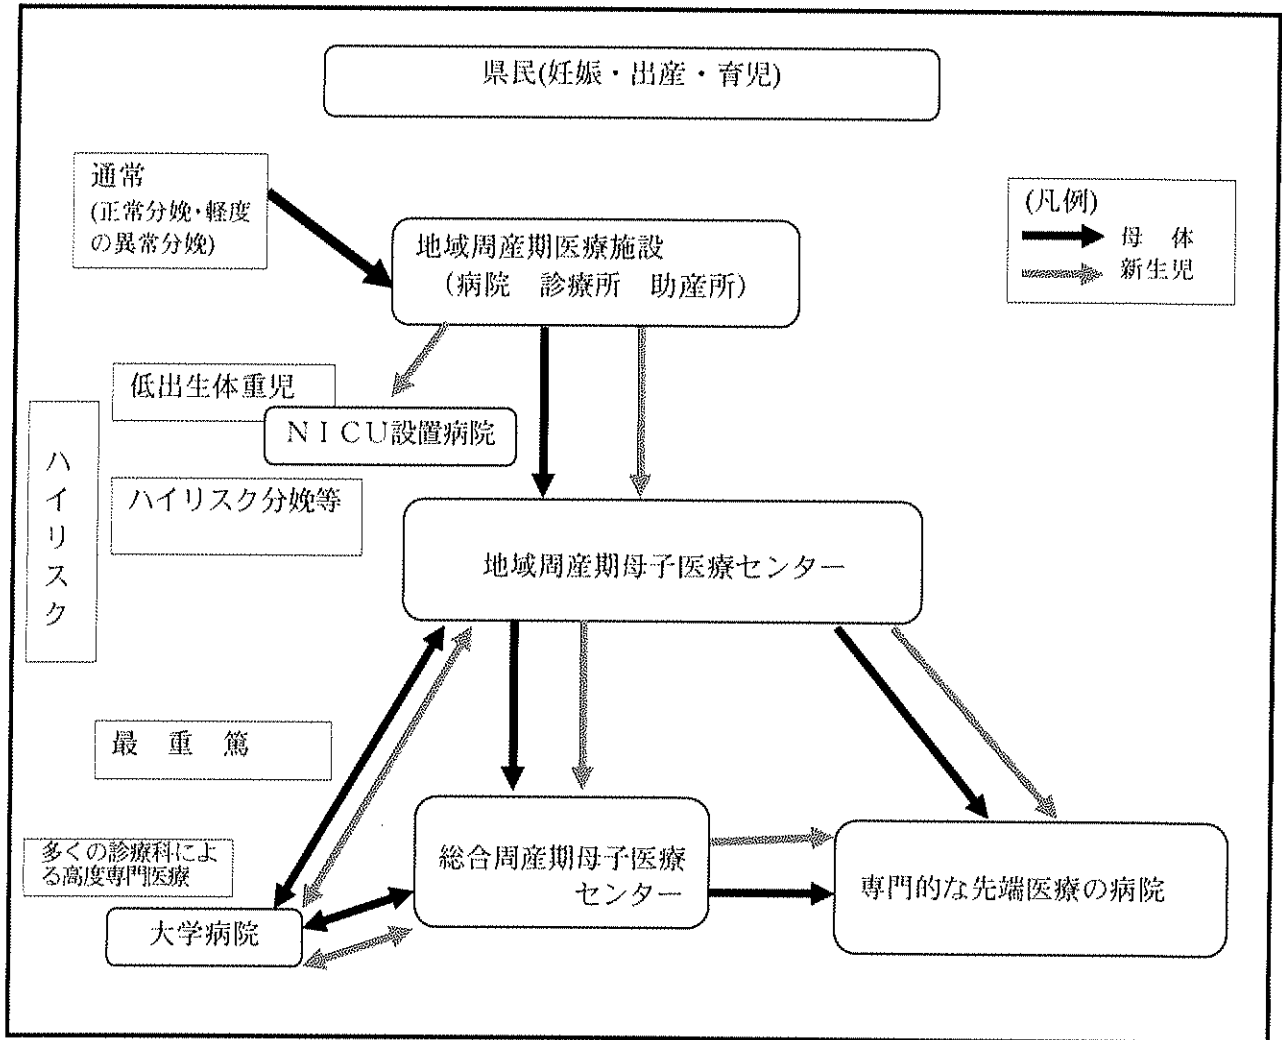 県民(妊娠・出産・育児)
通常
(正常分娩・軽度
の異常分娩)
(凡例)
母　体
新生児
地域周産期医療施設
(病院　診療所　助産所)
低出生体重児
ＮＩＣＵ設置病院
ハイリスク
ハイリスク分娩等
地域周産期母子医療センター
最　重　篤
多くの診療科によ
る高度専門医療
総合周産期母子医療
センター
専門的な先端医療の病院
大学病院